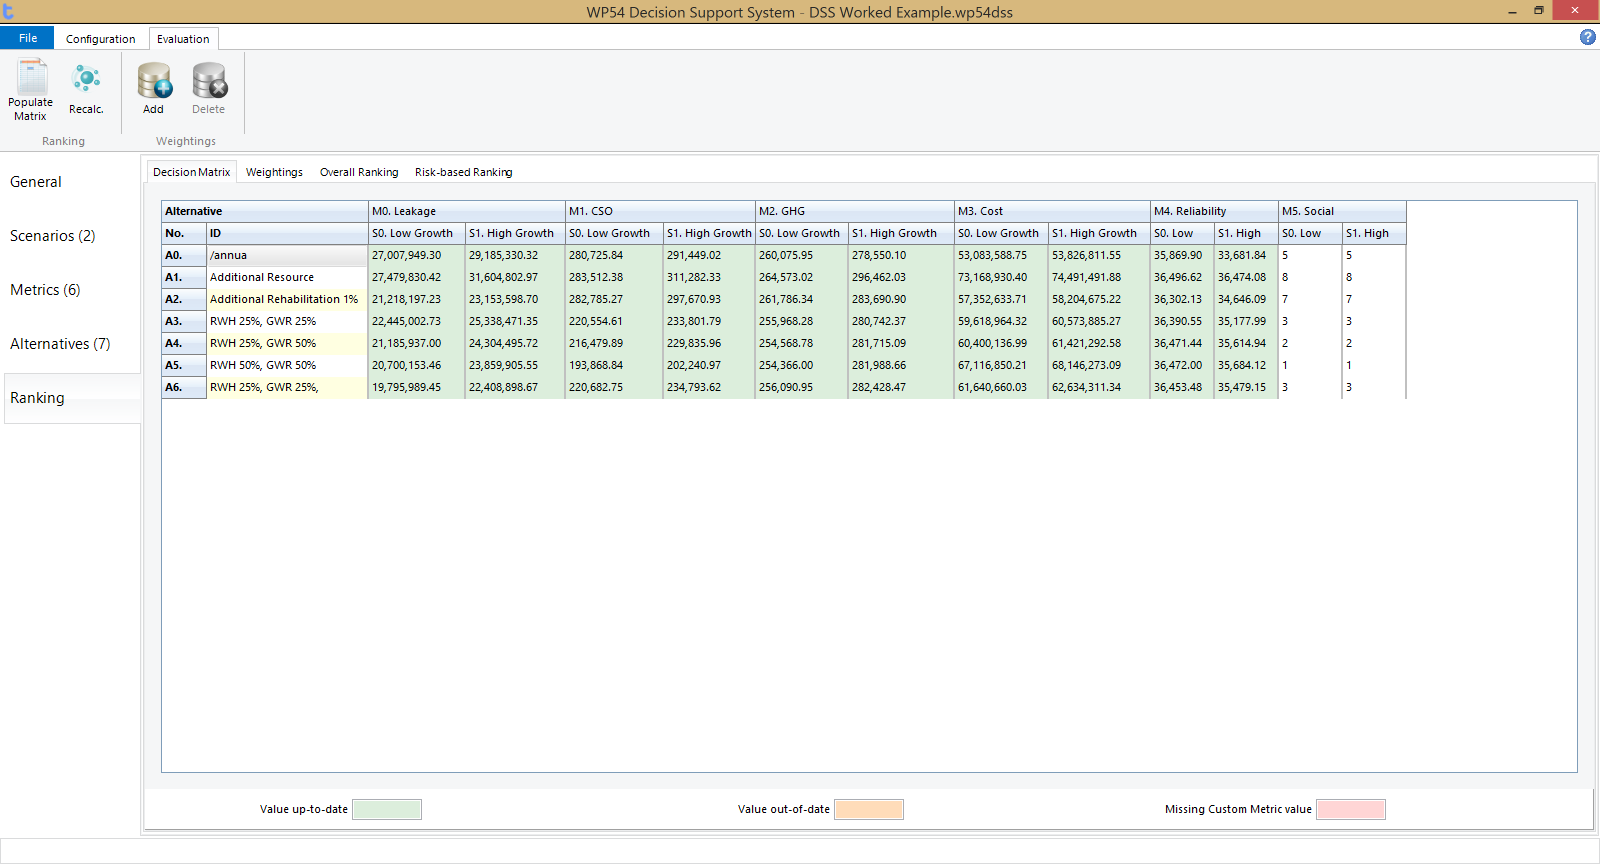 WP54 Decision Support System - DSS Worked Example.wp54dss
File Configuration Evaluation
Populate Matrix
Recalc.
Add
Delete
Ranking Weightings
General
Scenarios (2)
Metrics (6)
Alternatives (7)
Ranking
Decision Matrix Weightings Overall Ranking Risk-based Ranking
Alternative M0. Leakage M1. CSO M2. GHG M3. Cost M4. Reliability M5. Social
No. ID S0. Low Growth S1. High Growth S0. Low Growth S1. High Growth S0. Low Growth S1. High Growth S0. Low Growth S1. High Growth S0. Low S1. High S0. Low S1. High
A0. /annua 27,007,949.30 29,185,330.32 280,725.84 291,449.02 260,075.95 278,550.10 53,083,588.75 53,826,811.55 35,869.90 33,681.84 5 5
A1. Additional Resource 27,479,830.42 31,604,802.97 283,512.38 311,282.33 264,573.02 296,462.03 73,168,930.40 74,491,491.88 36,496.62 36,474.08 8 8
A2. Additional Rehabilitation 1% 21,218,197.23 23,153,598.70 282,785.27 297,670.93 261,786.34 283,690.90 57,352,633.71 58,204,675.22 36,302.13 34,646.09 7 7
A3. RWH 25%, GWR 25% 22,445,002.73 25,338,471.35 220,554.61 233,801.79 255,968.28 280,742.37 59,618,964.32 60,573,885.27 36,390.55 35,177.99 3 3
A4. RWH 25%, GWR 50% 21,185,937.00 24,304,495.72 216,479.89 229,835.96 254,568.78 281,715.09 60,400,136.99 61,421,292.58 36,471.44 35,614.94 2 2
A5. RWH 50%, GWR 50% 20,700,153.46 23,859,905.55 193,868.84 202,240.97 254,366.00 281,988.66 67,116,850.21 68,146,273.09 36,472.00 35,684.12 1 1
A6. RWH 25%, GWR 25%, 19,795,989.45 22,408,898.67 220,682.75 234,793.62 256,090.95 282,428.47 61,640,660.03 62,634,311.34 36,453.48 35,479.15 3 3
Value up-to-date Value out-of-date Missing Custom Metric value